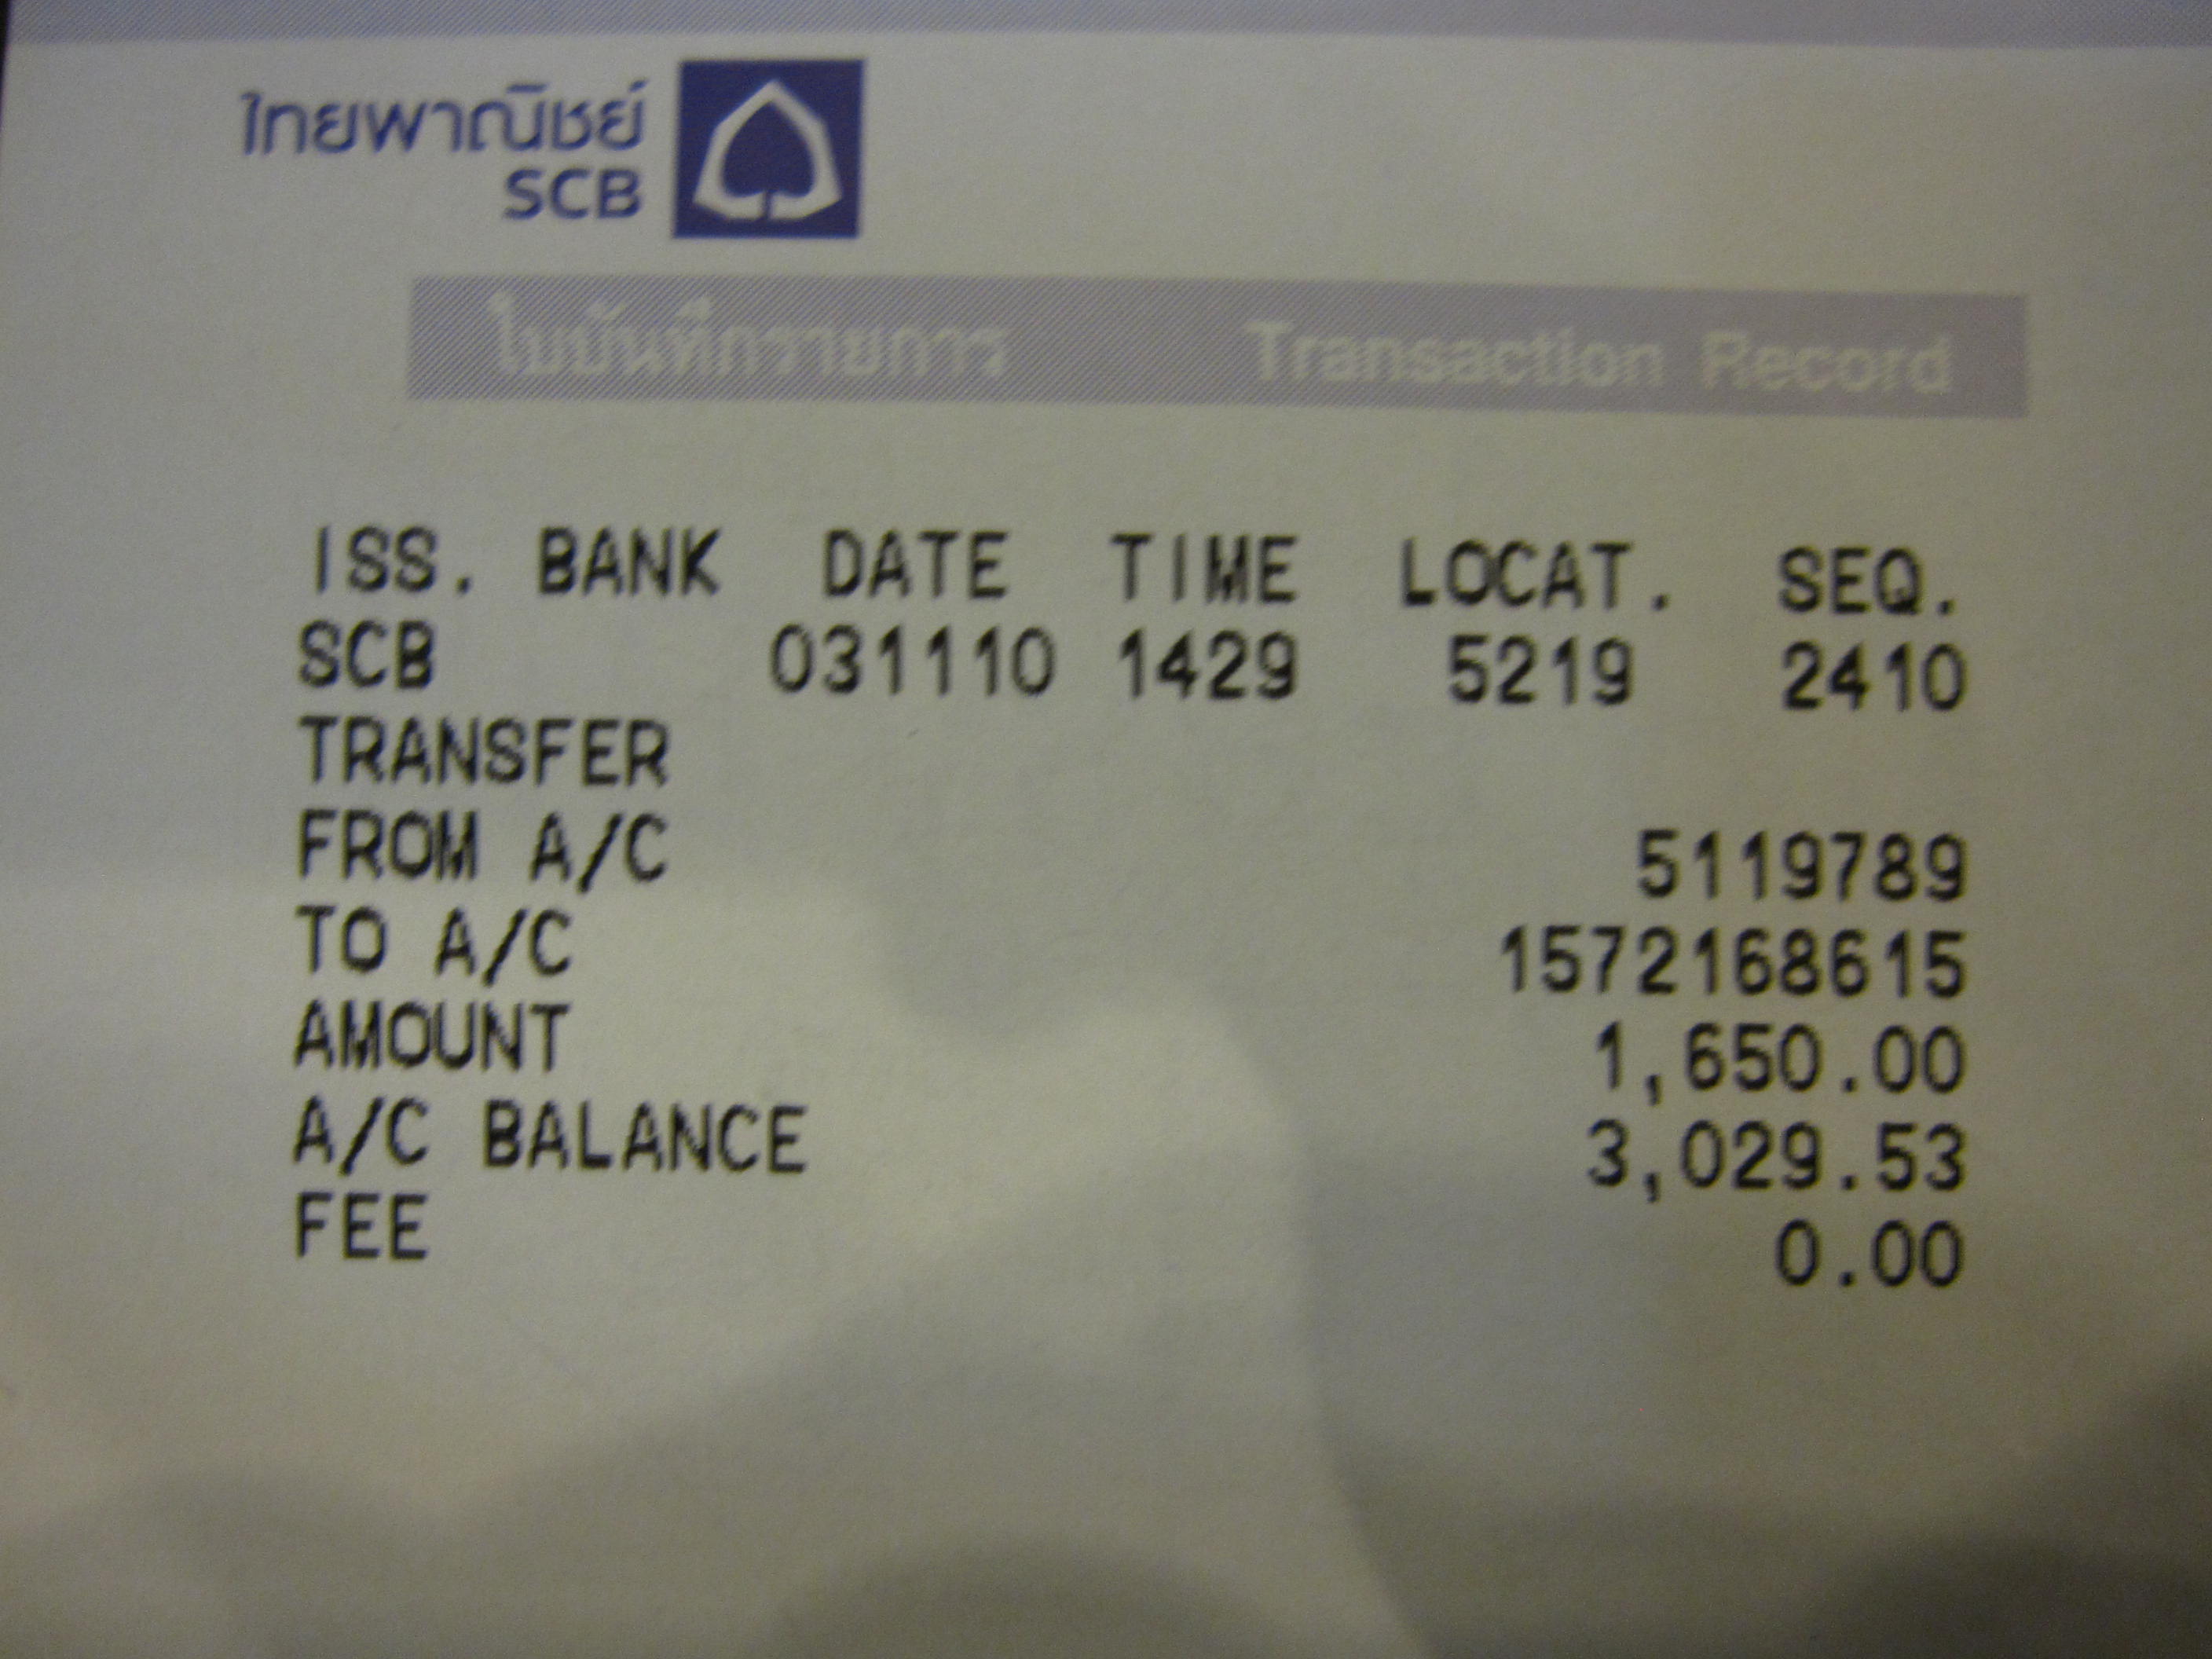 ไทยพาณิชย์
SCB
ใบบันทึกรายการ Transaction Record
ISS. BANK DATE TIME LOCAT. SEQ.
SCB 031110 1429 5219 2410
TRANSFER
FROM A/C 5119789
TO A/C 1572168615
AMOUNT 1,650.00
A/C BALANCE 3,029.53
FEE 0.00